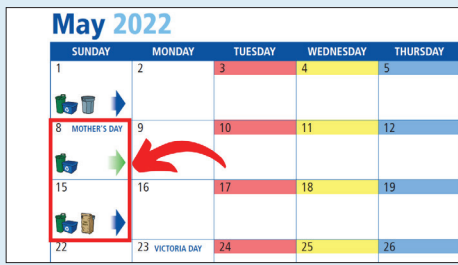 May 2022
SUNDAY MONDAY TUESDAY WEDNESDAY THURSDAY
1 2 3 4 5
8 MOTHER'S DAY 9 10 11 12
15 16 17 18 19
22 23 VICTORIA DAY 24 25 26